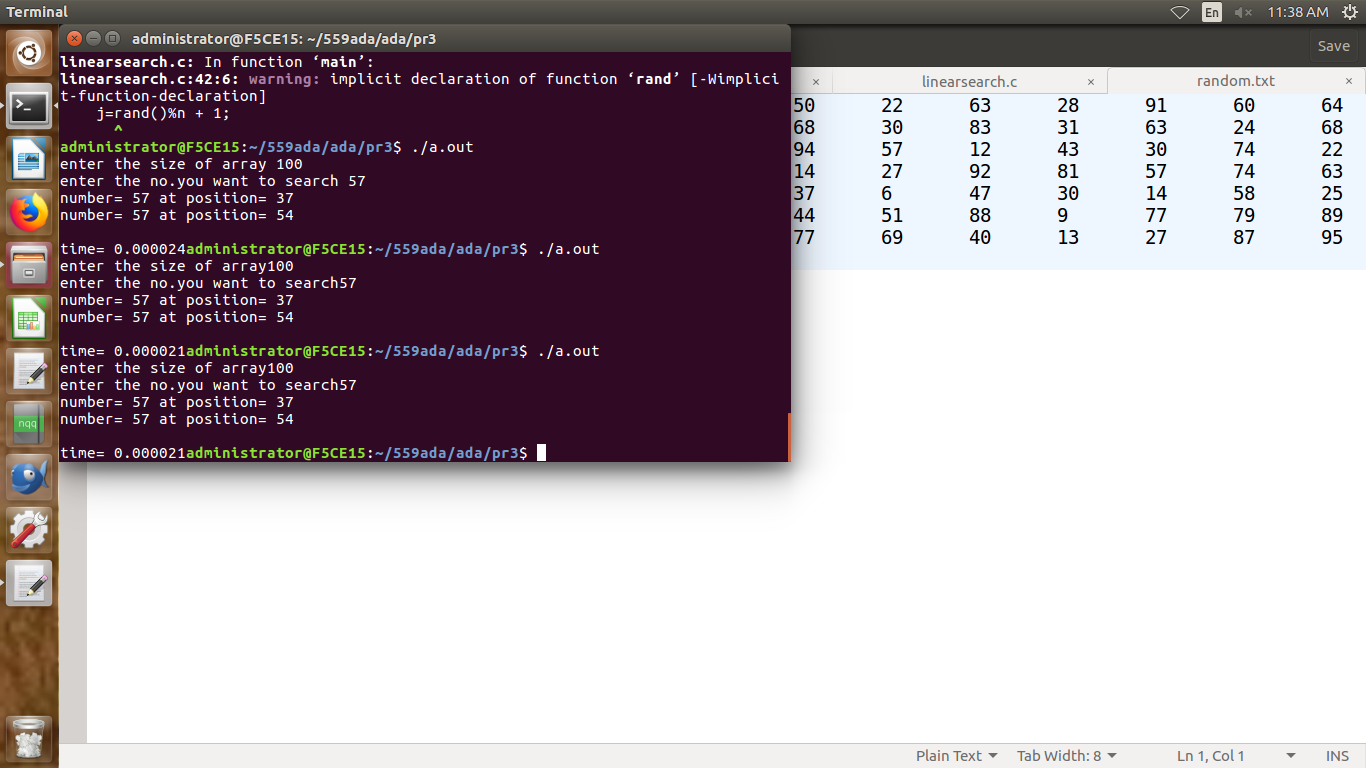 Terminal
En
11:38 AM
administrator@F5CE15: ~/559ada/ada/pr3
linearsearch.c: In function ‘main’:
linearsearch.c:42:6: warning: implicit declaration of function ‘rand’ [-Wimplici
t-function-declaration]
j=rand()%n + 1;
^
administrator@F5CE15:~/559ada/ada/pr3$ ./a.out
enter the size of array 100
enter the no.you want to search 57
number= 57 at position= 37
number= 57 at position= 54
time= 0.000024administrator@F5CE15:~/559ada/ada/pr3$ ./a.out
enter the size of array100
enter the no.you want to search57
number= 57 at position= 37
number= 57 at position= 54
time= 0.000021administrator@F5CE15:~/559ada/ada/pr3$ ./a.out
enter the size of array100
enter the no.you want to search57
number= 57 at position= 37
number= 57 at position= 54
time= 0.000021administrator@F5CE15:~/559ada/ada/pr3$
Save
× linearsearch.c × random.txt ×
50 22 63 28 91 60 64
68 30 83 31 63 24 68
94 57 12 43 30 74 22
14 27 92 81 57 74 63
37 6 47 30 14 58 25
44 51 88 9 77 79 89
77 69 40 13 27 87 95
nqq
Plain Text Tab Width: 8 Ln 1, Col 1 INS